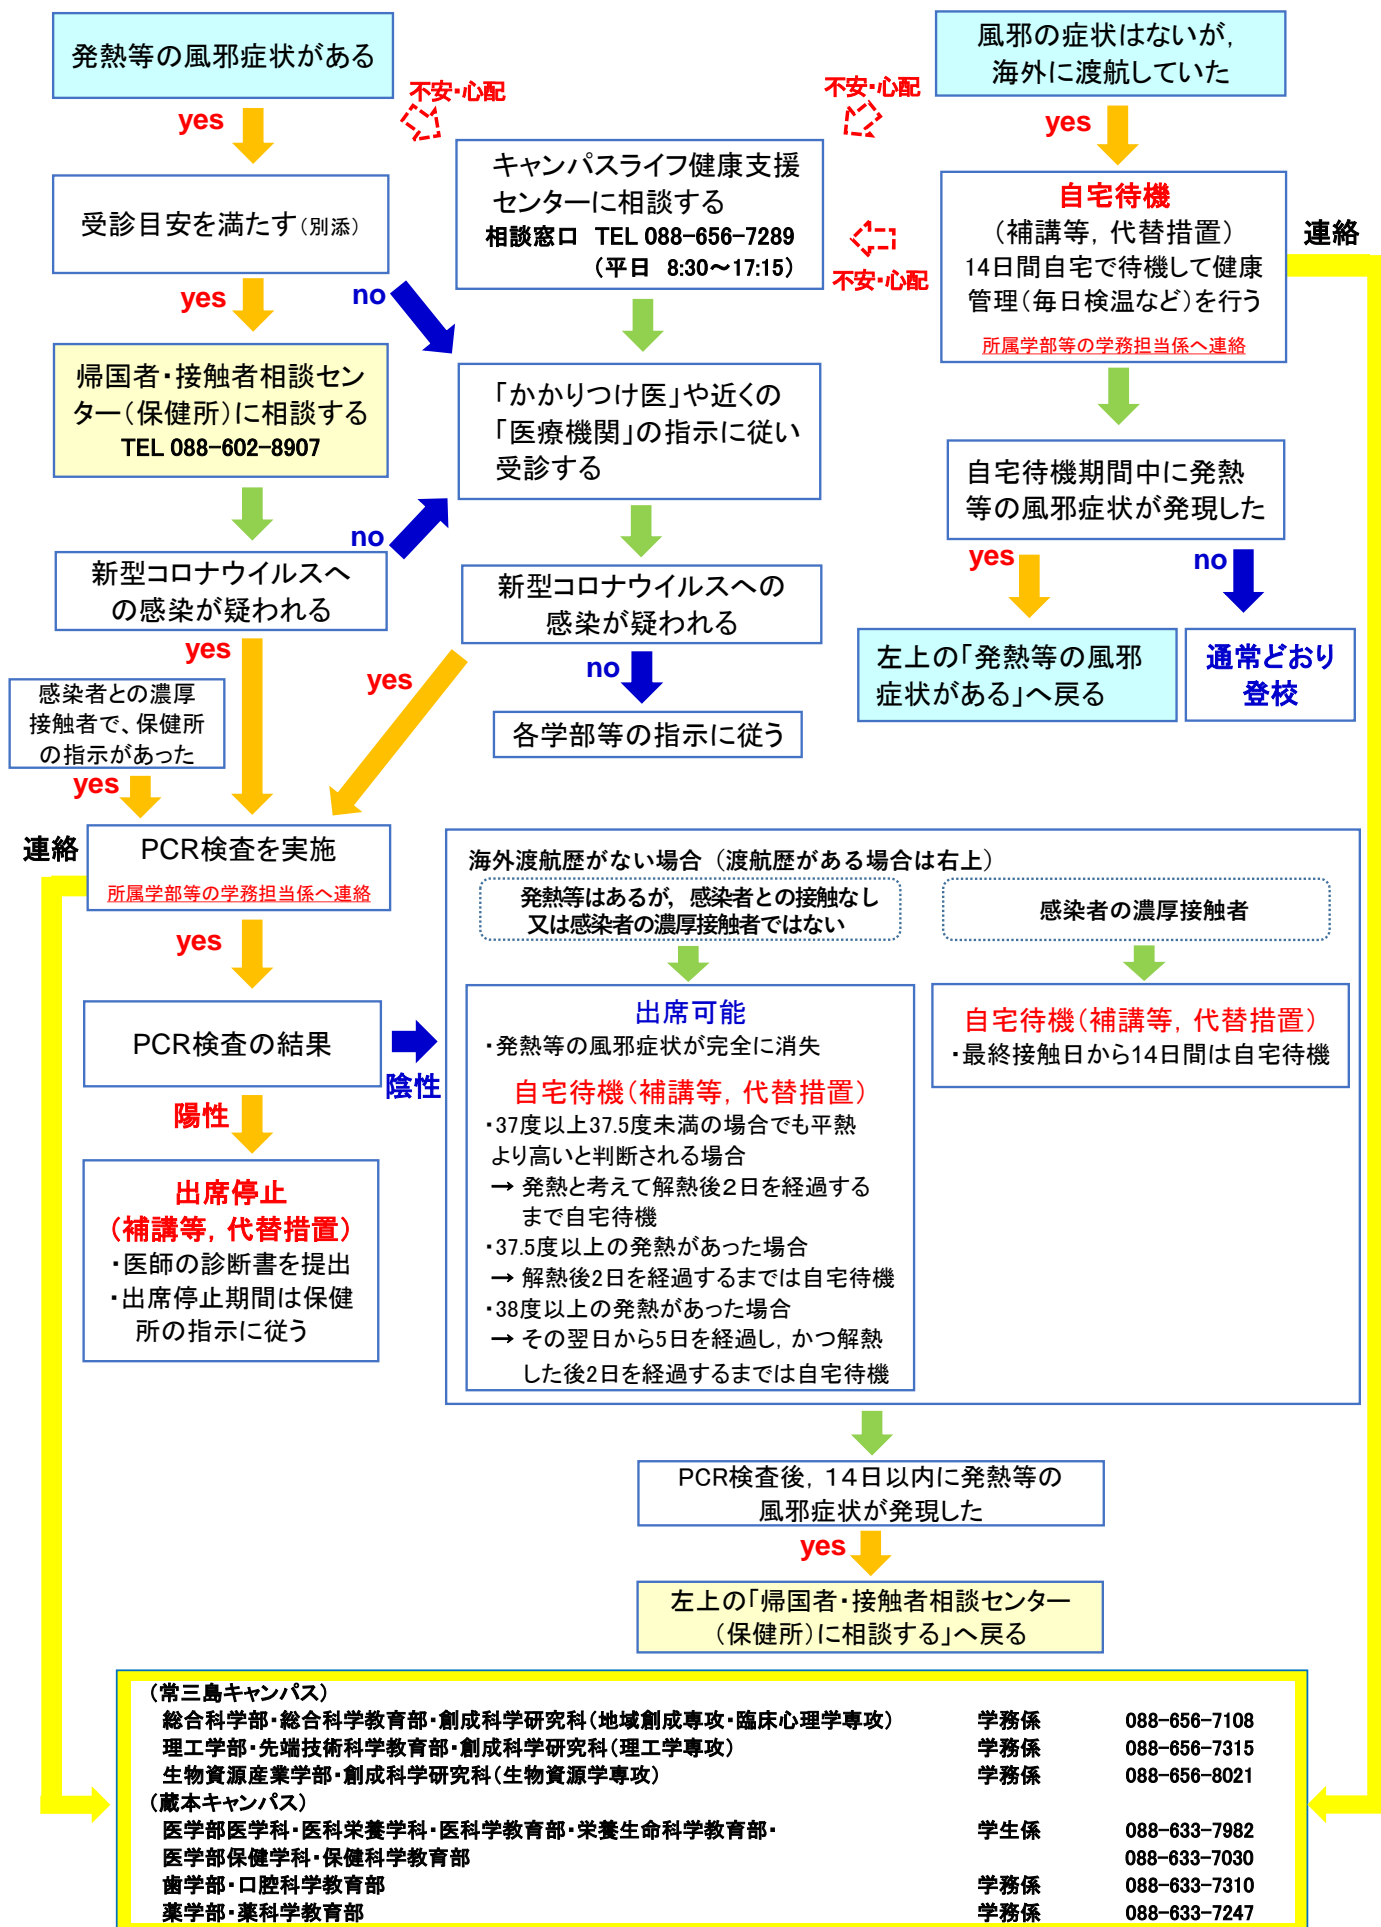 発熱等の風邪症状がある
風邪の症状はないが,
海外に渡航していた
不安・心配
不安・心配
yes
yes
キャンパスライフ健康支援
センターに相談する
相談窓口 TEL 088-656-7289
(平日 8:30~17:15)
受診目安を満たす(別添)
自宅待機
(補講等, 代替措置)
14日間自宅で待機して健康
管理(毎日検温など)を行う
所属学部等の学務担当係へ連絡
連絡
不安・心配
yes
no
帰国者・接触者相談セン
ター(保健所)に相談する
TEL 088-602-8907
「かかりつけ医」や近くの
「医療機関」の指示に従い
受診する
自宅待機期間中に発熱
等の風邪症状が発現した
no
yes
no
新型コロナウイルスへ
の感染が疑われる
新型コロナウイルスへの
感染が疑われる
左上の「発熱等の風邪
症状がある」へ戻る
通常どおり
登校
yes
yes
no
感染者との濃厚
接触者で、保健所
の指示があった
各学部等の指示に従う
yes
連絡
PCR検査を実施
所属学部等の学務担当係へ連絡
海外渡航歴がない場合(渡航歴がある場合は右上)
発熱等はあるが, 感染者との接触なし
又は感染者の濃厚接触者ではない
感染者の濃厚接触者
yes
PCR検査の結果
陰性
出席可能
・発熱等の風邪症状が完全に消失
自宅待機(補講等, 代替措置)
・37度以上37.5度未満の場合でも平熱
より高いと判断される場合
→ 発熱と考えて解熱後2日を経過する
まで自宅待機
・37.5度以上の発熱があった場合
→ 解熱後2日を経過するまでは自宅待機
・38度以上の発熱があった場合
→ その翌日から5日を経過し, かつ解熱
した後2日を経過するまでは自宅待機
自宅待機(補講等, 代替措置)
・最終接触日から14日間は自宅待機
陽性
出席停止
(補講等, 代替措置)
・医師の診断書を提出
・出席停止期間は保健
所の指示に従う
PCR検査後, 14日以内に発熱等の
風邪症状が発現した
yes
左上の「帰国者・接触者相談センター
(保健所)に相談する」へ戻る
(常三島キャンパス)
総合科学部・総合科学教育部・創成科学研究科(地域創成専攻・臨床心理学専攻) 学務係 088-656-7108
理工学部・先端技術科学教育部・創成科学研究科(理工学専攻) 学務係 088-656-7315
生物資源産業学部・創成科学研究科(生物資源学専攻) 学務係 088-656-8021
(蔵本キャンパス)
医学部医学科・医科栄養学科・医科学教育部・栄養生命科学教育部・ 学生係 088-633-7982
医学部保健学科・保健科学教育部 088-633-7030
歯学部・口腔科学教育部 学務係 088-633-7310
薬学部・薬科学教育部 学務係 088-633-7247